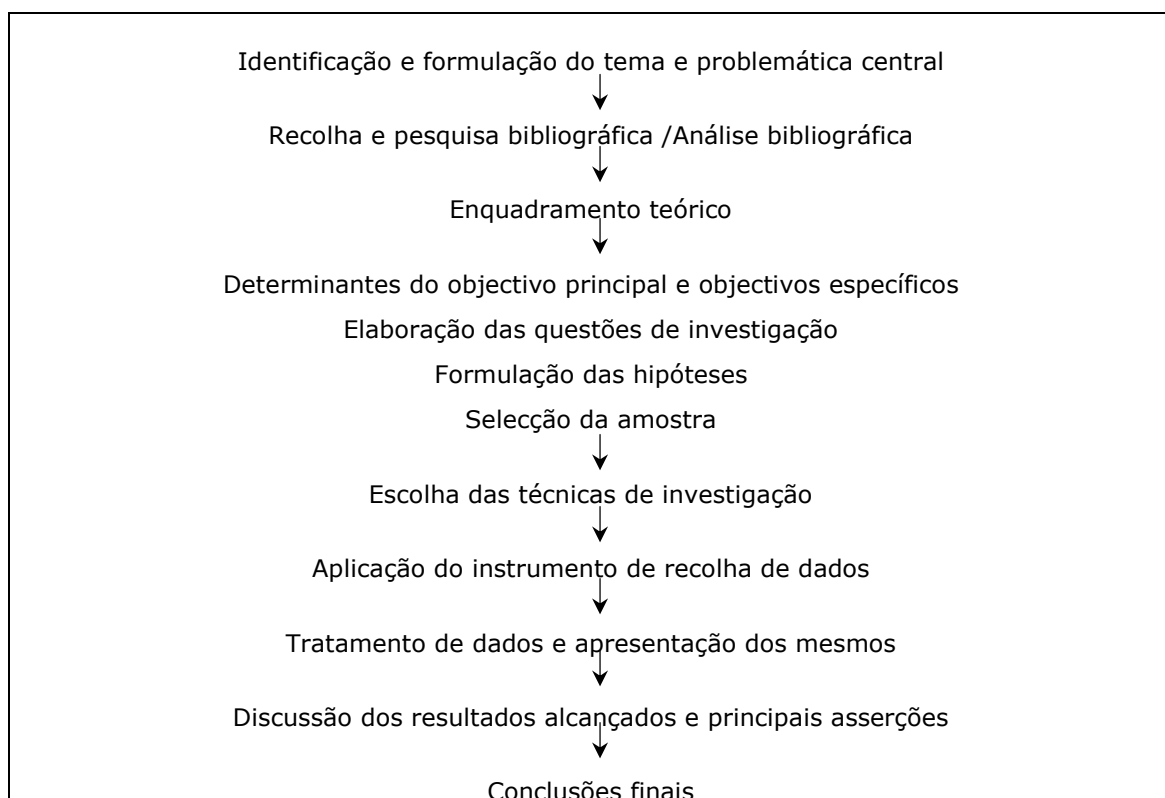 Identificação e formulação do tema e problemática central
Recolha e pesquisa bibliográfica /Análise bibliográfica
Enquadramento teórico
Determinantes do objectivo principal e objectivos específicos
Elaboração das questões de investigação
Formulação das hipóteses
Selecção da amostra
Escolha das técnicas de investigação
Aplicação do instrumento de recolha de dados
Tratamento de dados e apresentação dos mesmos
Discussão dos resultados alcançados e principais asserções
Conclusões finais